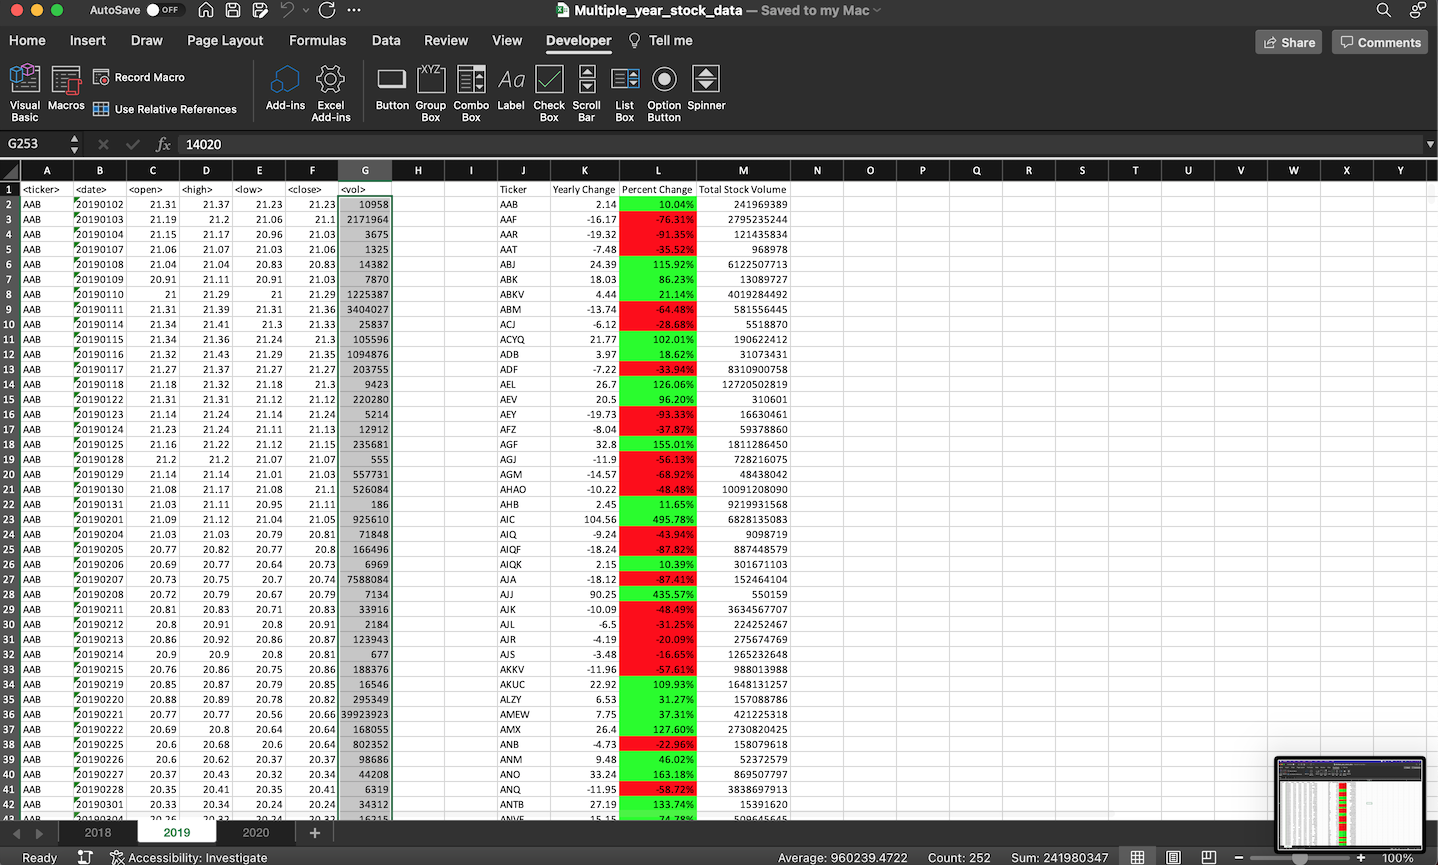 AutoSave OFF Multiple_year_stock_data — Saved to my Mac
Home Insert Draw Page Layout Formulas Data Review View Developer Tell me Share Comments
Visual Basic Macros Record Macro Use Relative References Add-ins Excel Add-ins Button Group Box Combo Box Label Check Box Scroll Bar List Box Option Button Spinner
XYZ Aa
G253 fx 14020
A B C D E F G H I J K L M N O P Q R S T U V W X Y
1 <ticker> <date> <open> <high> <low> <close> <vol> Ticker Yearly Change Percent Change Total Stock Volume
2 AAB 20190102 21.31 21.37 21.23 21.23 10958 AAB 2.14 10.04% 241969389
3 AAB 20190103 21.19 21.2 21.06 21.1 2171964 AAF -16.17 -76.31% 2795235244
4 AAB 20190104 21.15 21.17 20.96 21.03 3675 AAR -19.32 -91.35% 121435834
5 AAB 20190107 21.06 21.07 21.03 21.06 1325 AAT -7.48 -35.52% 968978
6 AAB 20190108 21.04 21.04 20.83 20.83 14382 ABJ 24.39 115.92% 6122507713
7 AAB 20190109 20.91 21.11 20.91 21.03 7870 ABK 18.03 86.23% 13089727
8 AAB 20190110 21 21.29 21 21.29 1225387 ABKV 4.44 21.14% 4019284492
9 AAB 20190111 21.31 21.39 21.31 21.36 3404027 ABM -13.74 -64.48% 581556445
10 AAB 20190114 21.34 21.41 21.3 21.33 25837 ACJ -6.12 -28.68% 5518870
11 AAB 20190115 21.34 21.36 21.24 21.3 105596 ACYQ 21.77 102.01% 190622412
12 AAB 20190116 21.32 21.43 21.29 21.35 1094876 ADB 3.97 18.62% 31073431
13 AAB 20190117 21.27 21.37 21.27 21.27 203755 ADF -7.22 -33.94% 8310900758
14 AAB 20190118 21.18 21.32 21.18 21.3 9423 AEL 26.7 126.06% 12720502819
15 AAB 20190122 21.31 21.31 21.12 21.12 220280 AEV 20.5 96.20% 310601
16 AAB 20190123 21.14 21.24 21.14 21.24 5214 AEY -19.73 -93.33% 16630461
17 AAB 20190124 21.23 21.24 21.11 21.13 12912 AFZ -8.04 -37.87% 59378860
18 AAB 20190125 21.16 21.22 21.12 21.15 235681 AGF 32.8 155.01% 1811286450
19 AAB 20190128 21.2 21.2 21.07 21.07 555 AGJ -11.9 -56.13% 728216075
20 AAB 20190129 21.14 21.14 21.01 21.03 557731 AGM -14.57 -68.92% 48438042
21 AAB 20190130 21.08 21.17 21.08 21.1 526084 AHAO -10.22 -48.48% 10091208090
22 AAB 20190131 21.03 21.11 20.95 21.11 186 AHB 2.45 11.65% 9219931568
23 AAB 20190201 21.09 21.12 21.04 21.05 925610 AIC 104.56 495.78% 6828135083
24 AAB 20190204 21.03 21.03 20.79 20.81 71848 AIQ -9.24 -43.94% 9098719
25 AAB 20190205 20.77 20.82 20.77 20.8 166496 AIQF -18.24 -87.82% 887448579
26 AAB 20190206 20.69 20.77 20.64 20.73 6969 AIQK 2.15 10.39% 301671103
27 AAB 20190207 20.73 20.75 20.7 20.74 7588084 AJA -18.12 -87.41% 152464104
28 AAB 20190208 20.72 20.79 20.67 20.79 7134 AJJ 90.25 435.57% 550159
29 AAB 20190211 20.81 20.83 20.71 20.83 33916 AJK -10.09 -48.49% 3634567707
30 AAB 20190212 20.8 20.91 20.8 20.91 2184 AJL -6.5 -31.25% 224252467
31 AAB 20190213 20.86 20.92 20.86 20.87 123943 AJR -4.19 -20.09% 275674769
32 AAB 20190214 20.9 20.9 20.8 20.81 677 AJS -3.48 -16.65% 1265232648
33 AAB 20190215 20.76 20.86 20.75 20.86 188376 AKKV -11.96 -57.61% 988013988
34 AAB 20190219 20.85 20.87 20.79 20.85 16546 AKUC 22.92 109.93% 1648131257
35 AAB 20190220 20.88 20.89 20.78 20.82 295349 ALZY 6.53 31.27% 157088786
36 AAB 20190221 20.77 20.77 20.56 20.66 39923923 AMEW 7.75 37.31% 421225318
37 AAB 20190222 20.69 20.8 20.64 20.64 168055 AMX 26.4 127.60% 2730820425
38 AAB 20190225 20.6 20.68 20.6 20.64 802352 ANB -4.73 -22.96% 158079618
39 AAB 20190226 20.6 20.62 20.37 20.37 98686 ANM 9.48 46.02% 52372579
40 AAB 20190227 20.37 20.43 20.32 20.34 44208 ANO 33.24 163.18% 869507797
41 AAB 20190228 20.35 20.41 20.35 20.41 6319 ANQ -11.95 -58.72% 3838697913
42 AAB 20190301 20.33 20.34 20.24 20.24 34312 ANTB 27.19 133.74% 15391620
2018 2019 2020 +
Ready Accessibility: Investigate Average: 960239.4722 Count: 252 Sum: 241980347 100%